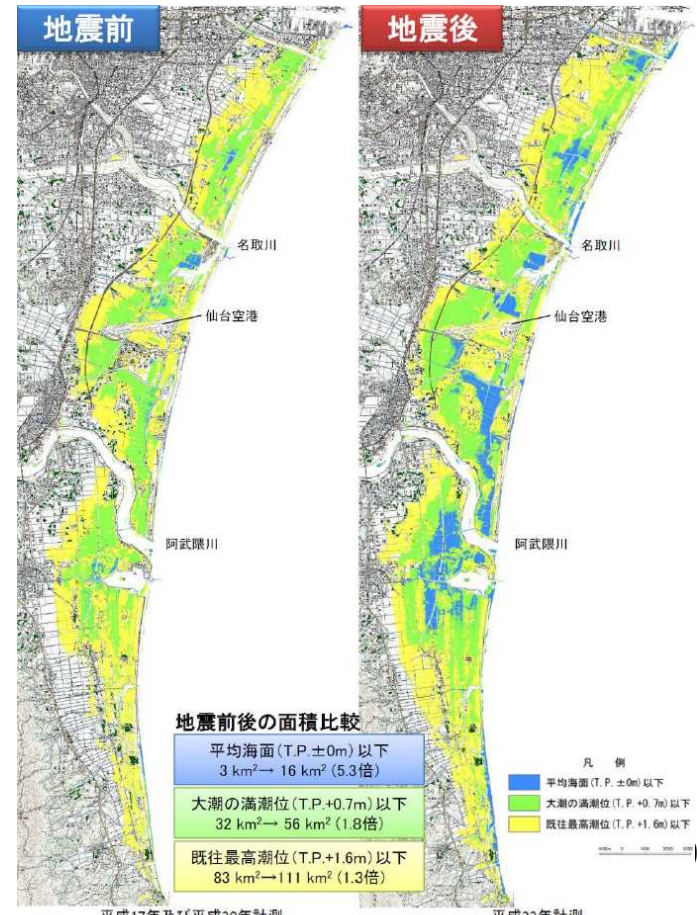 地震前
地震後
名取川
仙台空港
阿武隈川
名取川
仙台空港
阿武隈川
地震前後の面積比較
平均海面(T.P.±0m)以下
3 km²→ 16 km² (5.3倍)
大潮の満潮位(T.P.+0.7m)以下
32 km²→ 56 km² (1.8倍)
既往最高潮位(T.P.+1.6m)以下
83 km²→111 km² (1.3倍)
凡 例
平均海面(T.P. ±0m)以下
大潮の満潮位(T.P. +0.7m)以下
既往最高潮位(T.P. +1.6m)以下